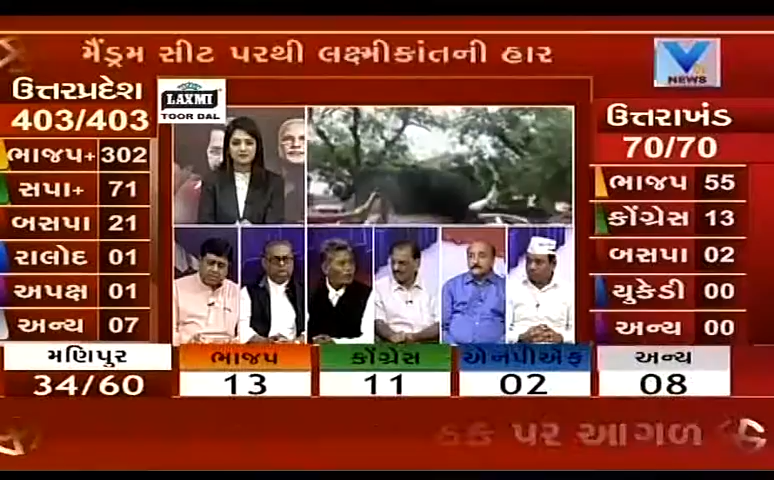 મેંડ્રમ સીટ પરથી લક્ષ્મીકાંતની હાર
V NEWS
ઉત્તરપ્રદેશ
403/403
ભાજપ+ 302
સપા+ 71
બસપા 21
રાલોદ 01
અપક્ષ 01
અન્ય 07
LAXMI
TOOR DAL
ઉત્તરાખંડ
70/70
ભાજપ 55
કોંગ્રેસ 13
બસપા 02
યુકેડી 00
અન્ય 00
મણિપુર
34/60
ભાજપ 13
કોંગ્રેસ 11
એનપીએફ 02
અન્ય 08
પર આગળ